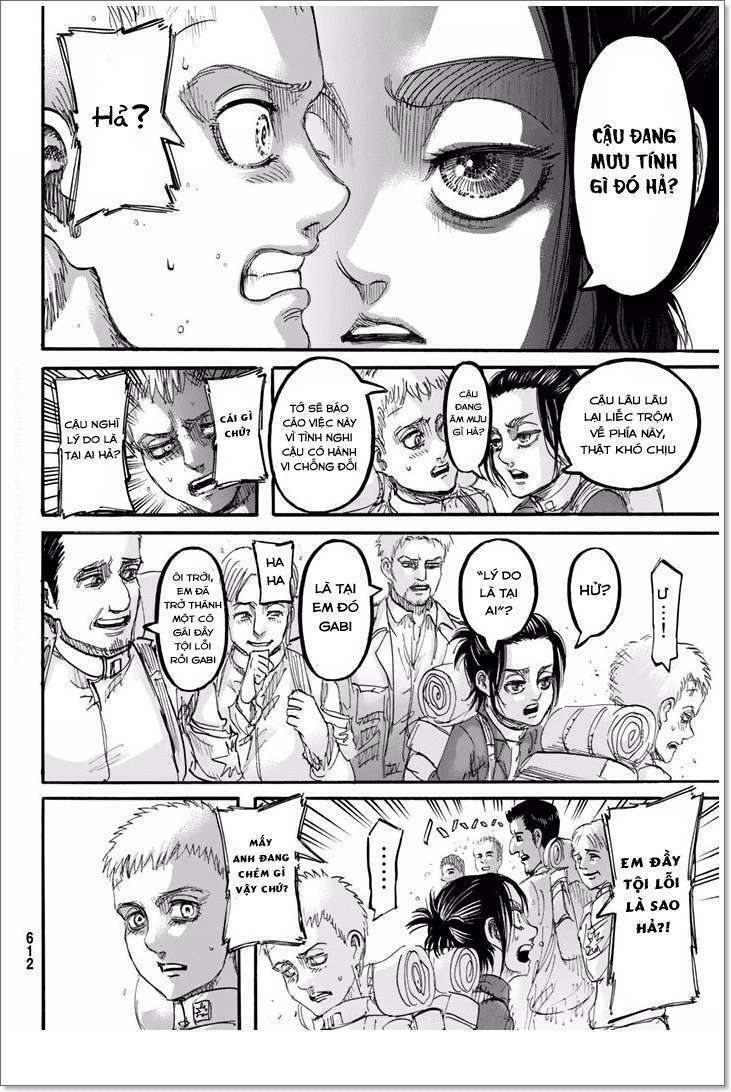 CẬU ĐANG
MƯU TÍNH
GÌ ĐÓ HẢ?
HẢ?
CẬU LÂU LÂU
LẠI LIẾC TRỘM
VỀ PHÍA NÀY,
THẬT KHÓ CHỊU
CẬU
ĐANG
ÂM MƯU
GÌ HẢ?
TỚ SẼ BÁO
CÁO VIỆC NÀY
VÌ TÌNH NGHI
CẬU CÓ HÀNH
VI CHỐNG ĐỐI
CÁI GÌ
CHỨ?
CẬU NGHĨ
LÝ DO LÀ
TẠI AI HẢ?
Ư...!
HỬ?
"LÝ DO
LÀ TẠI
AI"?
LÀ TẠI
EM ĐÓ
GABI
HA
HA
ÔI TRỜI,
EM ĐÃ
TRỞ THÀNH
MỘT CÔ
GÁI ĐẦY
TỘI LỖI
RỒI GABI
EM ĐẦY
TỘI LỖI
LÀ SAO
HẢ?!
......
MẤY
ANH ĐANG
CHÉM GÌ
VẬY CHỨ?
612